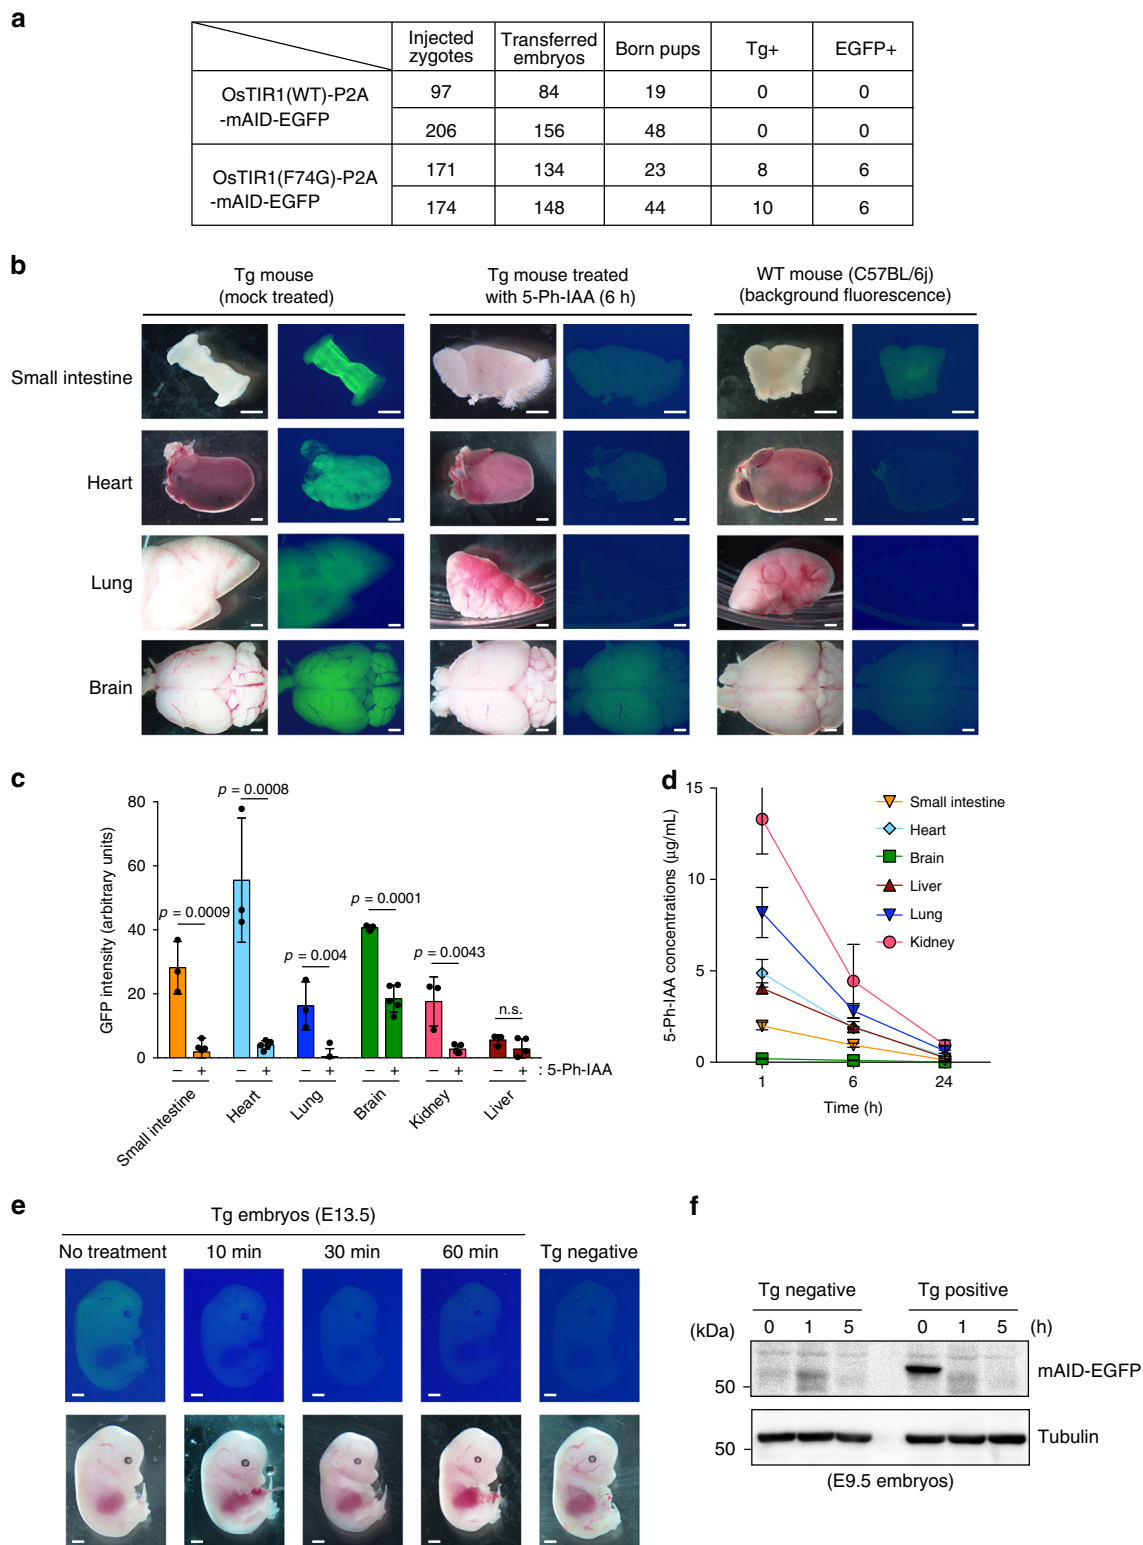 a
Injected zygotes
Transferred embryos
Born pups
Tg+
EGFP+
OsTIR1(WT)-P2A
-mAID-EGFP
97 84 19 0 0
206 156 48 0 0
OsTIR1(F74G)-P2A
-mAID-EGFP
171 134 23 8 6
174 148 44 10 6
b
Tg mouse
(mock treated)
Tg mouse treated
with 5-Ph-IAA (6 h)
WT mouse (C57BL/6j)
(background fluorescence)
Small intestine
Heart
Lung
Brain
c
GFP intensity (arbitrary units)
80
60
40
20
0
p = 0.0009
p = 0.0008
p = 0.004
p = 0.0001
p = 0.0043
n.s.
− + − + − + − + − + − + : 5-Ph-IAA
Small intestine
Heart
Lung
Brain
Kidney
Liver
d
5-Ph-IAA concentrations (µg/mL)
15
10
5
0
1 6 24
Time (h)
Small intestine
Heart
Brain
Liver
Lung
Kidney
e
Tg embryos (E13.5)
No treatment 10 min 30 min 60 min Tg negative
f
Tg negative Tg positive
(kDa) 0 1 5 0 1 5 (h)
mAID-EGFP
50
Tubulin
50
(E9.5 embryos)